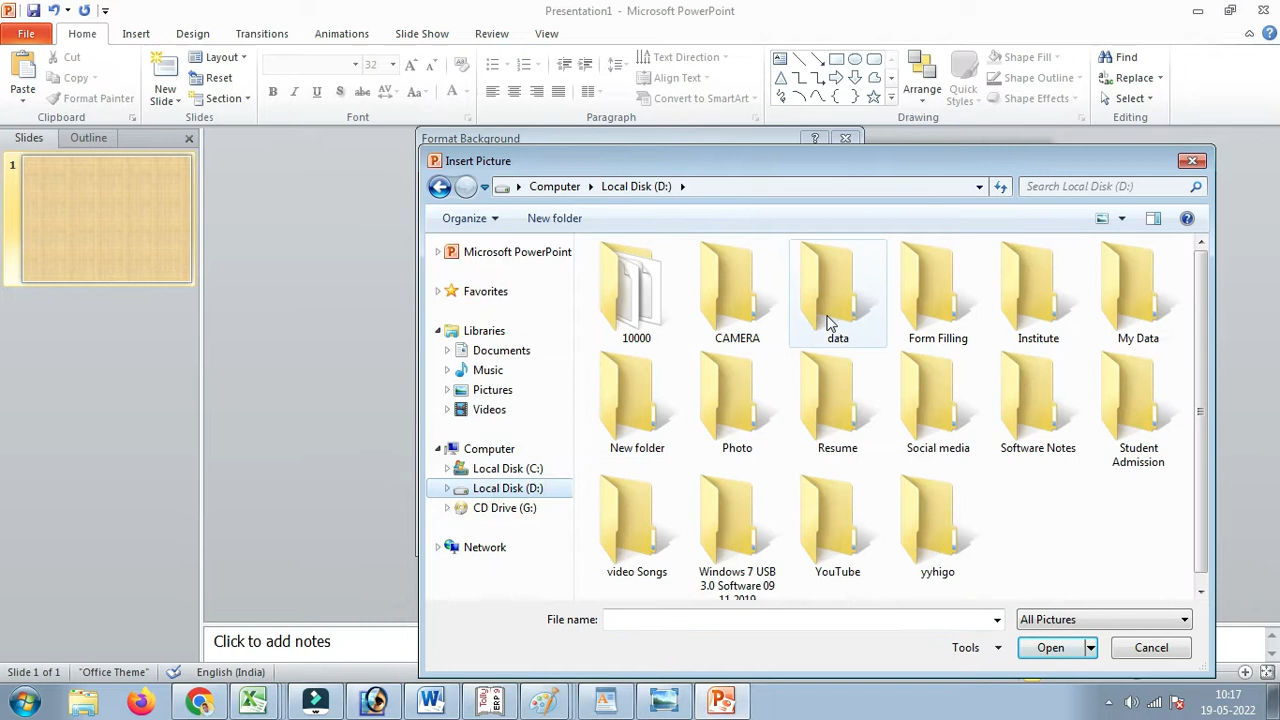 Presentation1 - Microsoft PowerPoint
File Home Insert Design Transitions Animations Slide Show Review View
Paste
Cut
Copy
Format Painter
Clipboard
New Slide
Layout
Reset
Section
Slides
32
B I U S abc AV Aa A
Font
Paragraph
Text Direction
Align Text
Convert to SmartArt
Arrange
Quick Styles
Shape Fill
Shape Outline
Shape Effects
Drawing
Find
Replace
Select
Editing
Slides Outline
1
Format Background
Insert Picture
Computer Local Disk (D:)
Search Local Disk (D:)
Organize New folder
Microsoft PowerPoint
Favorites
Libraries
Documents
Music
Pictures
Videos
Computer
Local Disk (C:)
Local Disk (D:)
CD Drive (G:)
Network
10000 CAMERA data Form Filling Institute My Data
New folder Photo Resume Social media Software Notes Student Admission
video Songs Windows 7 USB 3.0 Software 09 11 2019 YouTube yyhigo
File name:
All Pictures
Tools Open Cancel
Click to add notes
Slide 1 of 1 "Office Theme" English (India)
10:17
19-05-2022